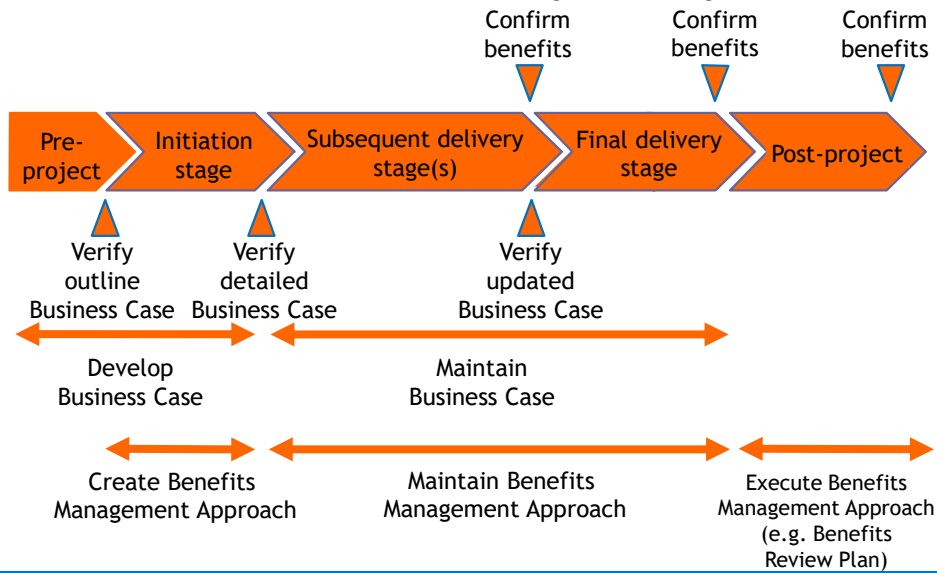 Confirm
benefits
Confirm
benefits
Confirm
benefits
Pre-
project
Initiation
stage
Subsequent delivery
stage(s)
Final delivery
stage
Post-project
Verify
outline
Business Case
Verify
detailed
Business Case
Verify
updated
Business Case
Develop
Business Case
Maintain
Business Case
Create Benefits
Management Approach
Maintain Benefits
Management Approach
Execute Benefits
Management Approach
(e.g. Benefits
Review Plan)